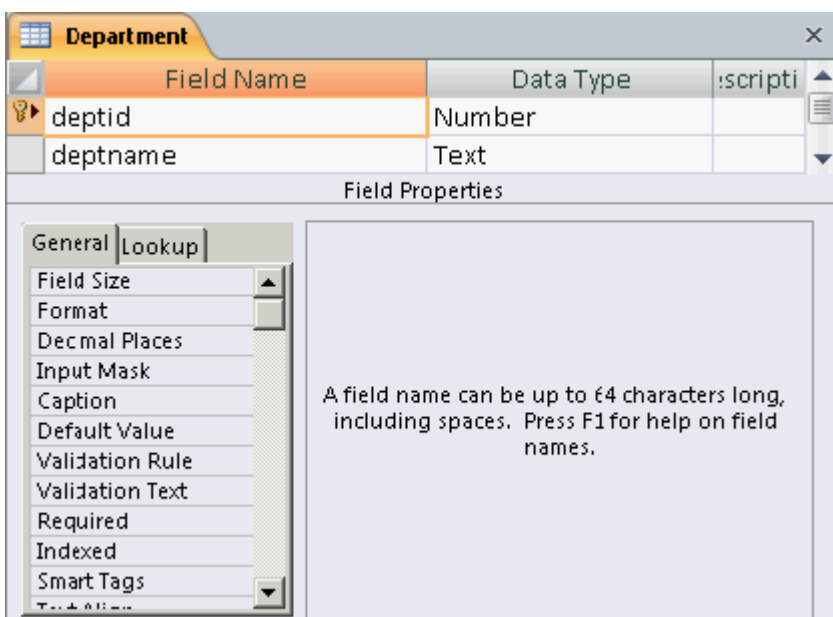 Department
Field Name Data Type scripti
deptid Number
deptname Text
Field Properties
General Lookup
Field Size
Format
Decmal Places
Input Mask
Caption
Default Value
Validation Rule
Validation Text
Required
Indexed
Smart Tags
A field name can be up to 64 characters long,
including spaces. Press F1 for help on field
names.